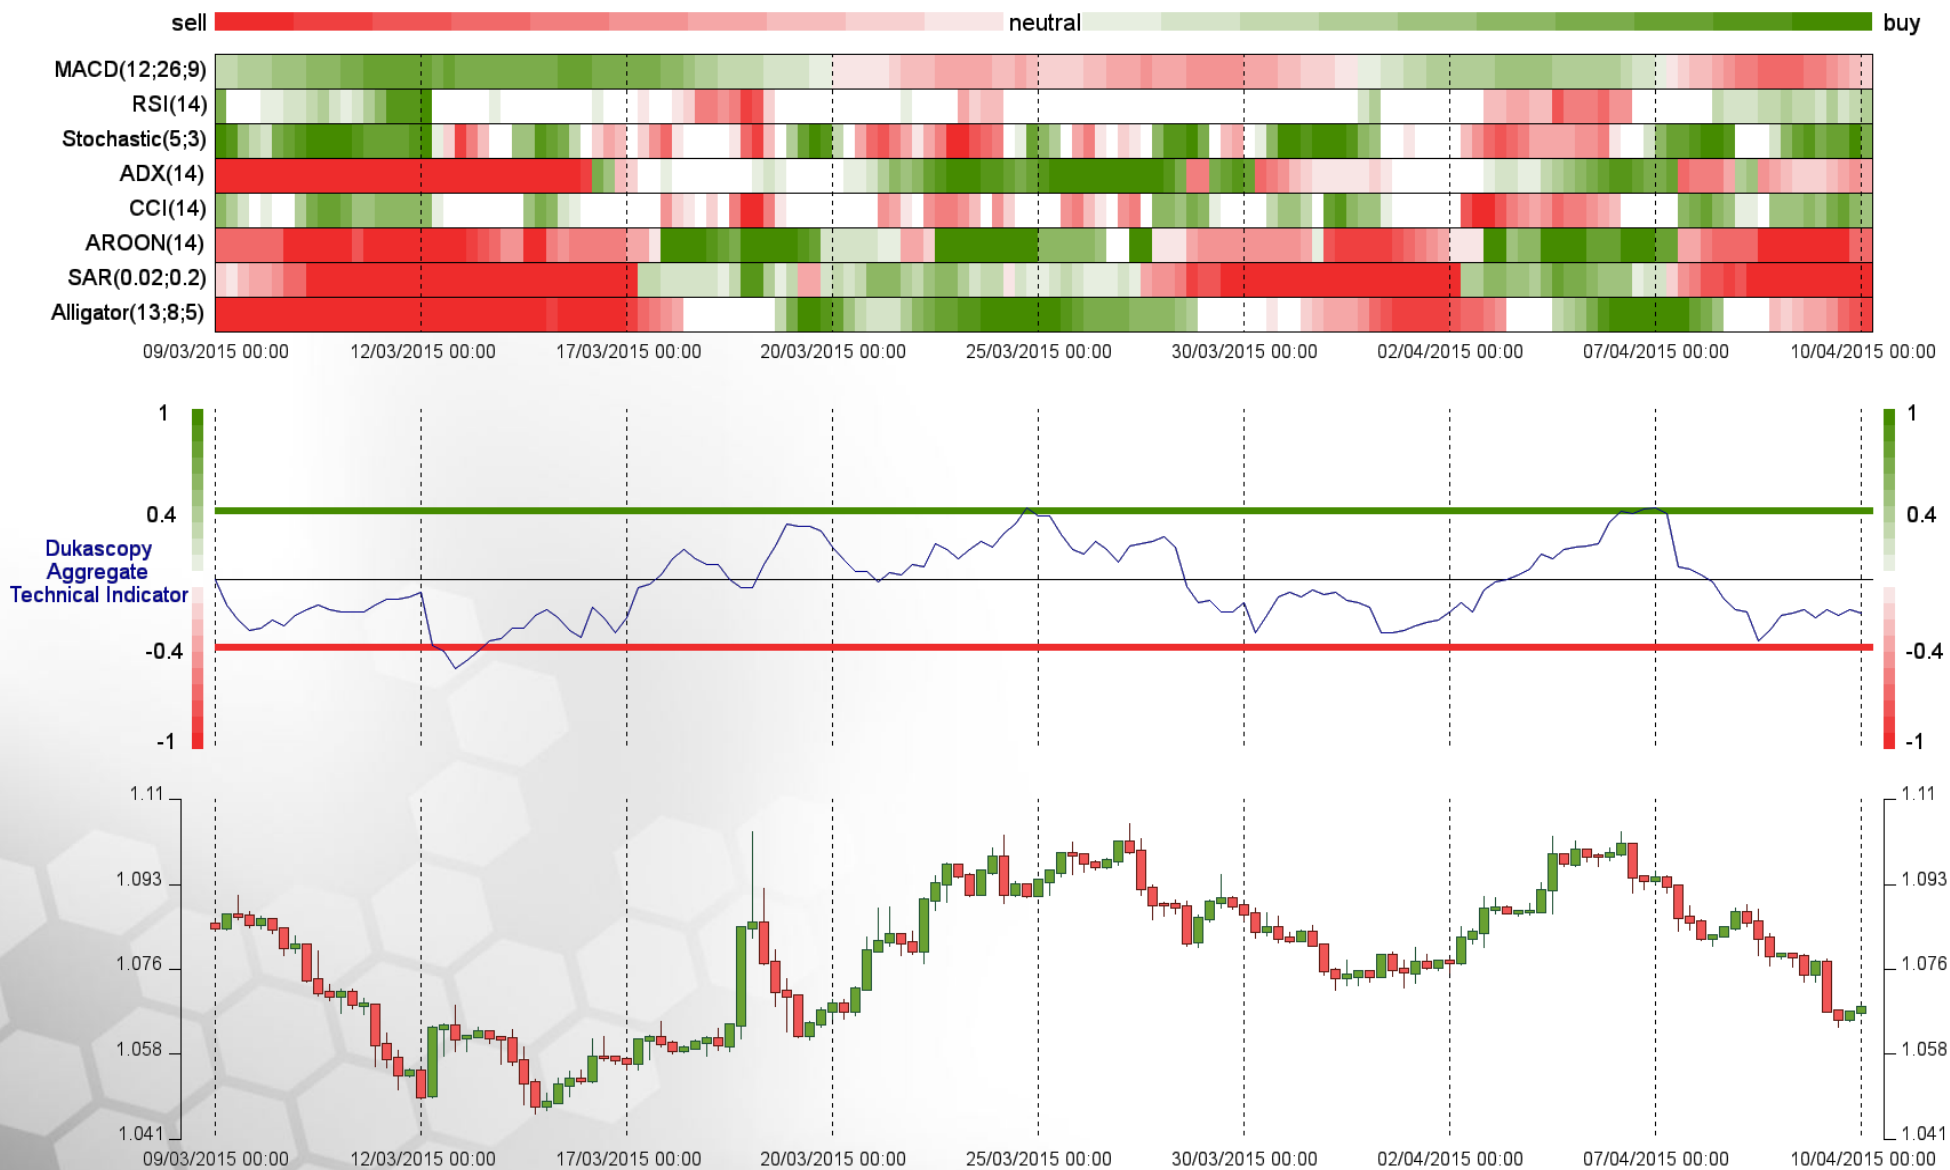 sell neutral buy
MACD(12;26;9)
RSI(14)
Stochastic(5;3)
ADX(14)
CCI(14)
AROON(14)
SAR(0.02;0.2)
Alligator(13;8;5)
09/03/2015 00:00 12/03/2015 00:00 17/03/2015 00:00 20/03/2015 00:00 25/03/2015 00:00 30/03/2015 00:00 02/04/2015 00:00 07/04/2015 00:00 10/04/2015 00:00
1 1
0.4 0.4
Dukascopy
Aggregate
Technical Indicator
-0.4 -0.4
-1 -1
1.11 1.11
1.093 1.093
1.076 1.076
1.058 1.058
1.041 1.041
09/03/2015 00:00 12/03/2015 00:00 17/03/2015 00:00 20/03/2015 00:00 25/03/2015 00:00 30/03/2015 00:00 02/04/2015 00:00 07/04/2015 00:00 10/04/2015 00:00